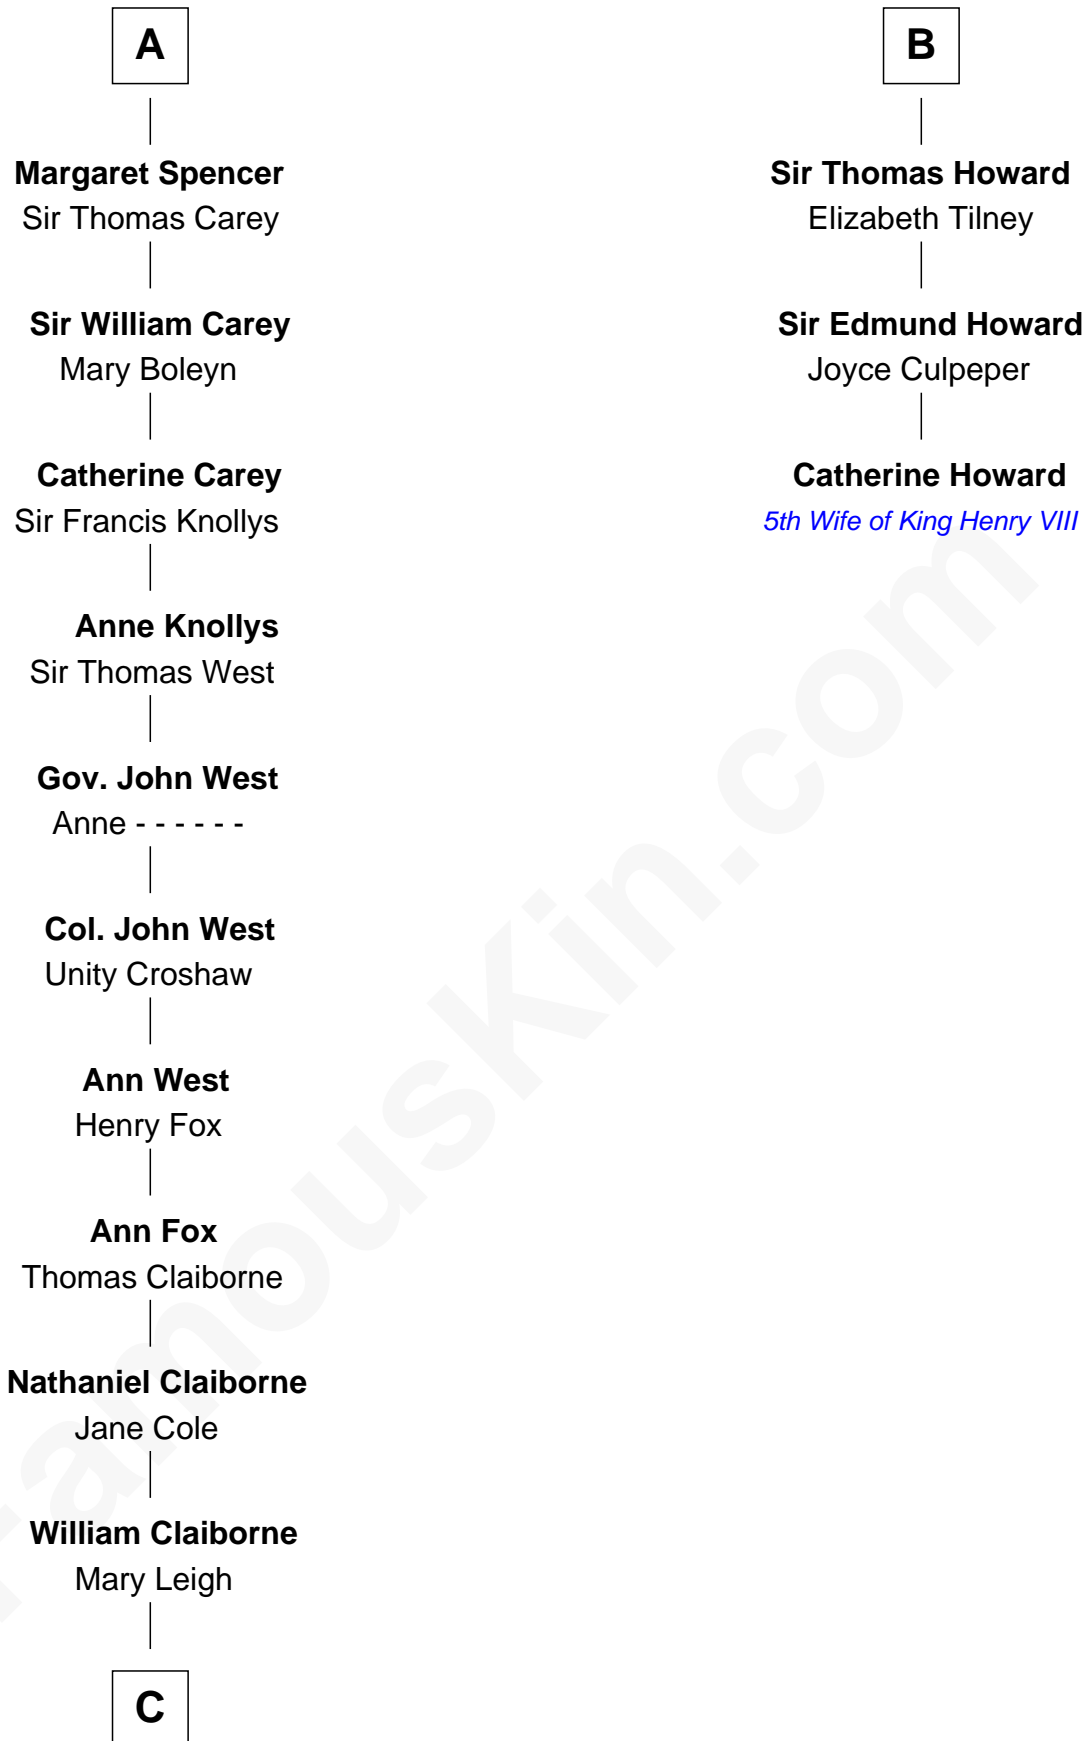 A
Margaret Spencer
Sir Thomas Carey
Sir William Carey
Mary Boleyn
Catherine Carey
Sir Francis Knollys
Anne Knollys
Sir Thomas West
Gov. John West
Anne - - - - - -
Col. John West
Unity Croshaw
Ann West
Henry Fox
Ann Fox
Thomas Claiborne
Nathaniel Claiborne
Jane Cole
William Claiborne
Mary Leigh
C
B
Sir Thomas Howard
Elizabeth Tilney
Sir Edmund Howard
Joyce Culpeper
Catherine Howard
5th Wife of King Henry VIII
FamousKin.com